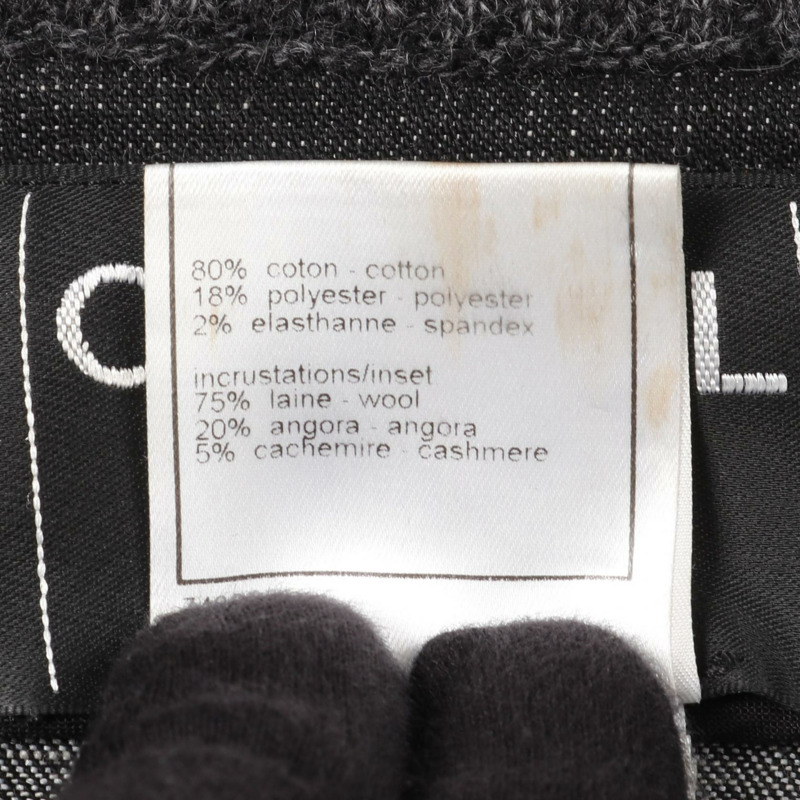 C
L
80% coton - cotton
18% polyester - polyester
2% elasthanne - spandex
incrustations/inset
75% laine - wool
20% angora - angora
5% cachemire - cashmere